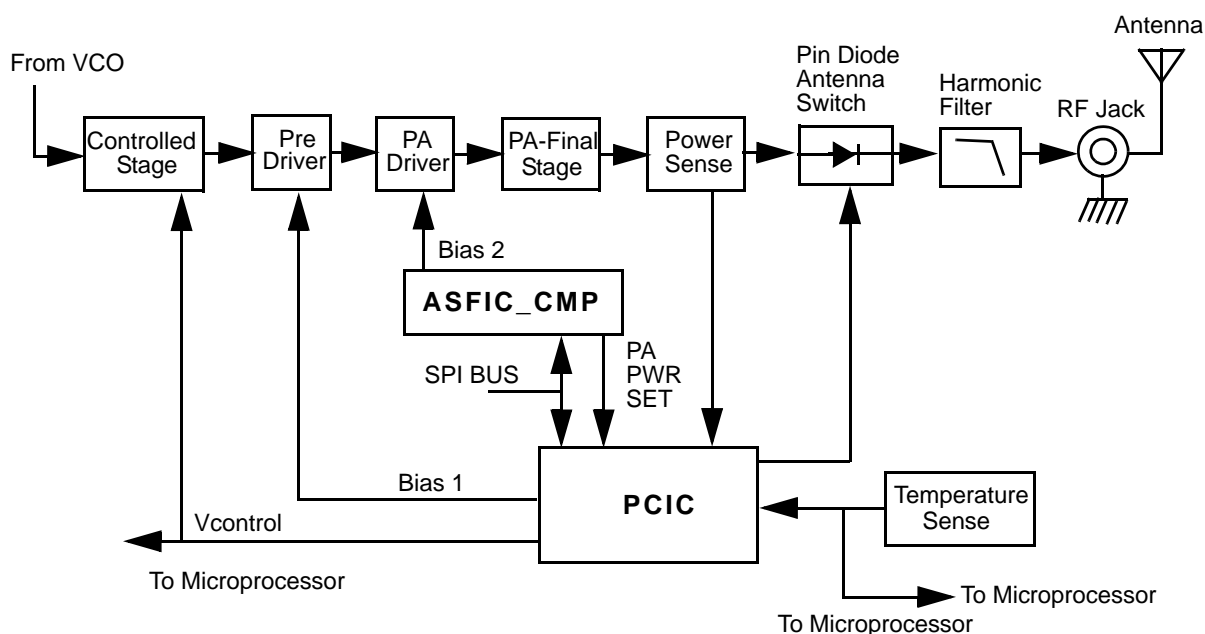 Antenna
From VCO
Pin Diode
Antenna
Switch
Harmonic
Filter
RF Jack
Controlled
Stage
Pre
Driver
PA
Driver
PA-Final
Stage
Power
Sense
Bias 2
ASFIC_CMP
SPI BUS
PA
PWR
SET
Bias 1
PCIC
Temperature
Sense
Vcontrol
To Microprocessor
To Microprocessor
To Microprocessor